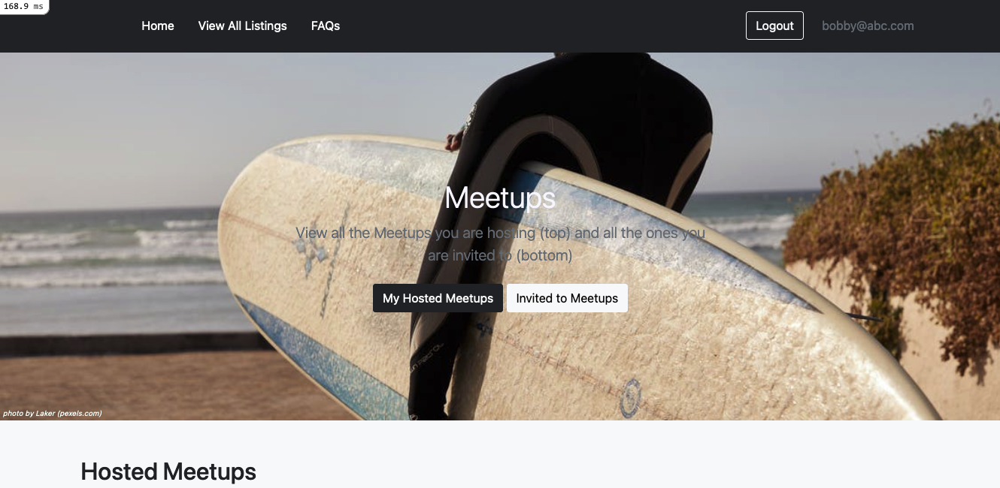 168.9 ms
Home View All Listings FAQs Logout bobby@abc.com
Meetups
View all the Meetups you are hosting (top) and all the ones you
are invited to (bottom)
My Hosted Meetups Invited to Meetups
photo by Laker (pexels.com)
Hosted Meetups